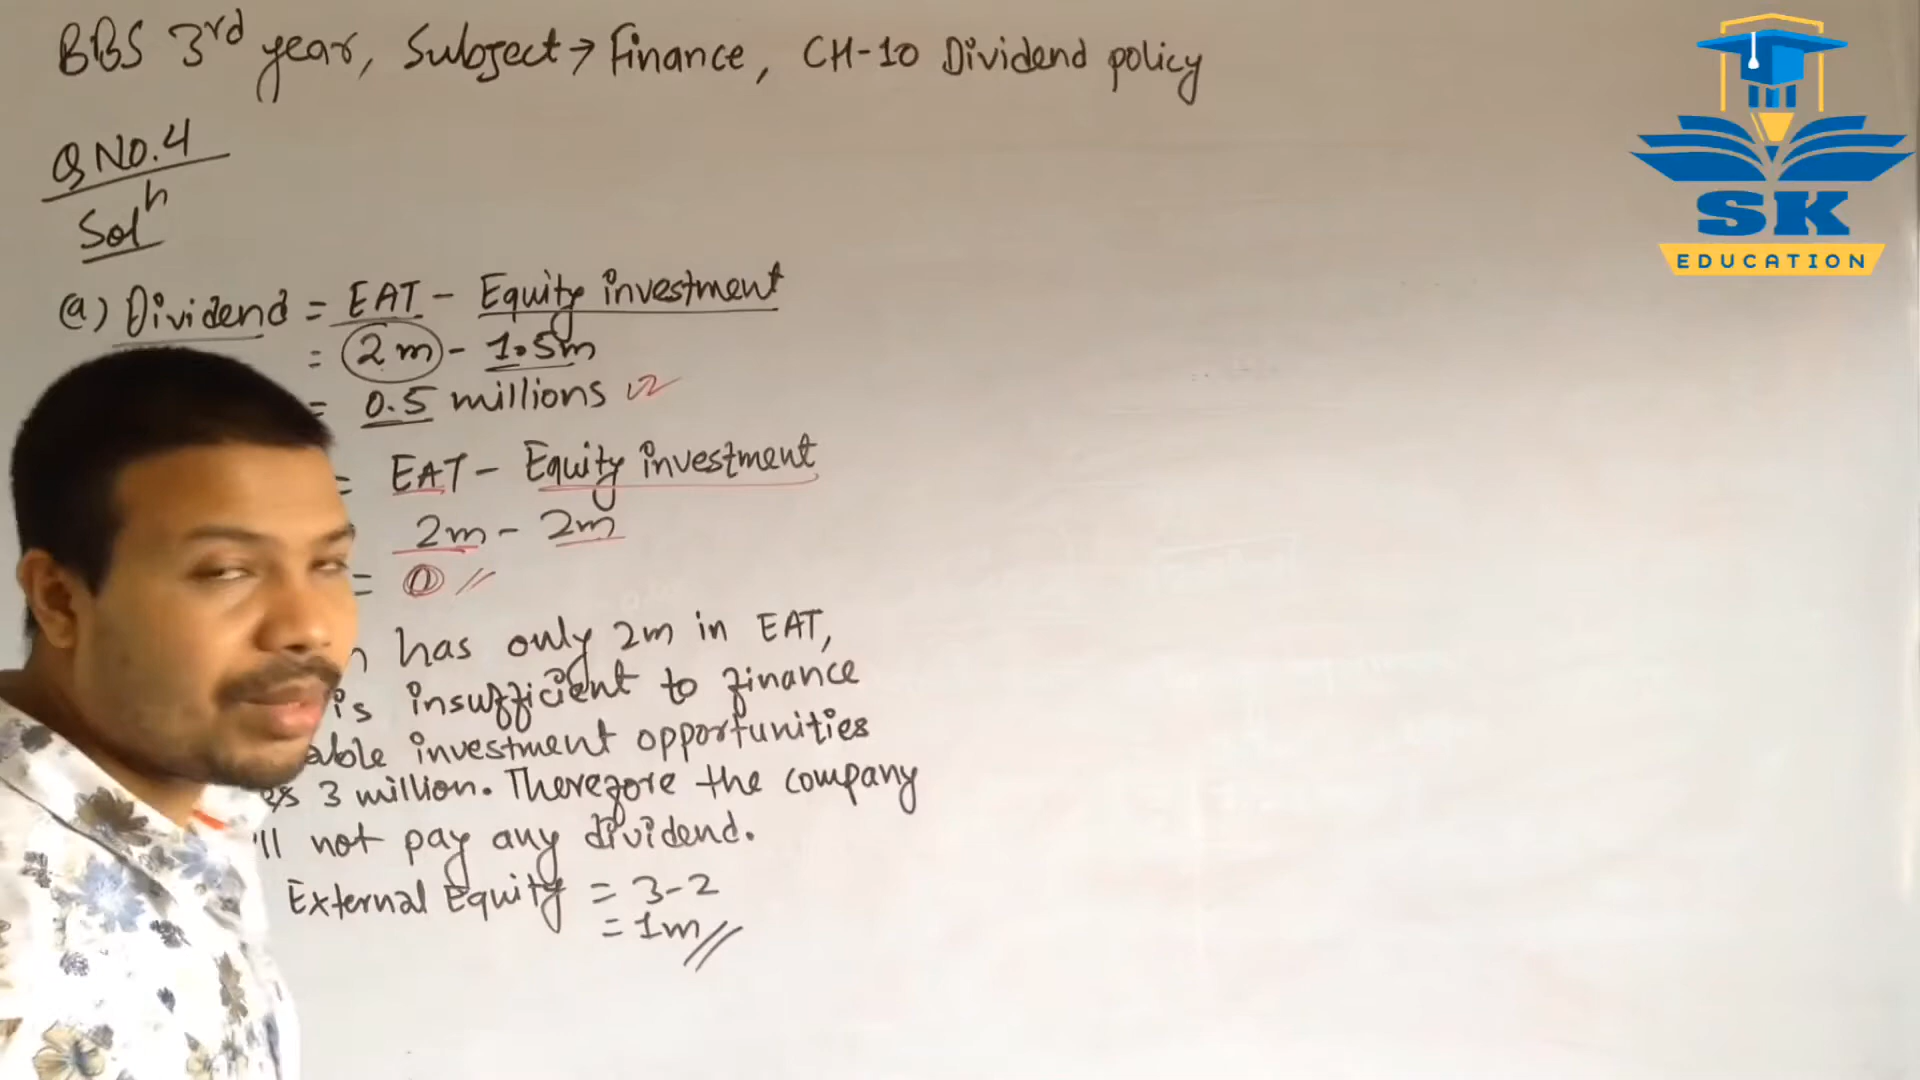 BBS 3rd year, Subject → Finance, CH-10 Dividend policy
SK
EDUCATION
Q No. 4
Solⁿ
(a) Dividend = EAT - Equity investment
= 2m - 1.5m
= 0.5 millions
= EAT - Equity investment
2m - 2m
= 0 //
has only 2m in EAT,
is insufficient to finance
able investment opportunities
3 million. Therefore the company
not pay any dividend.
External Equity = 3-2
= 1m //